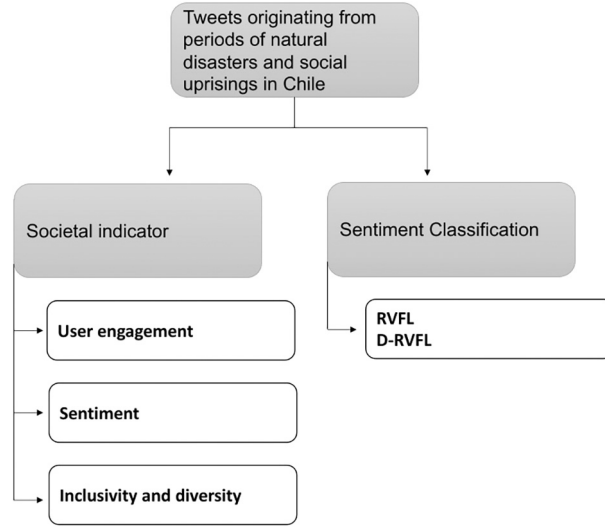 Tweets originating from
periods of natural
disasters and social
uprisings in Chile
Societal indicator
Sentiment Classification
User engagement
RVFL
D-RVFL
Sentiment
Inclusivity and diversity